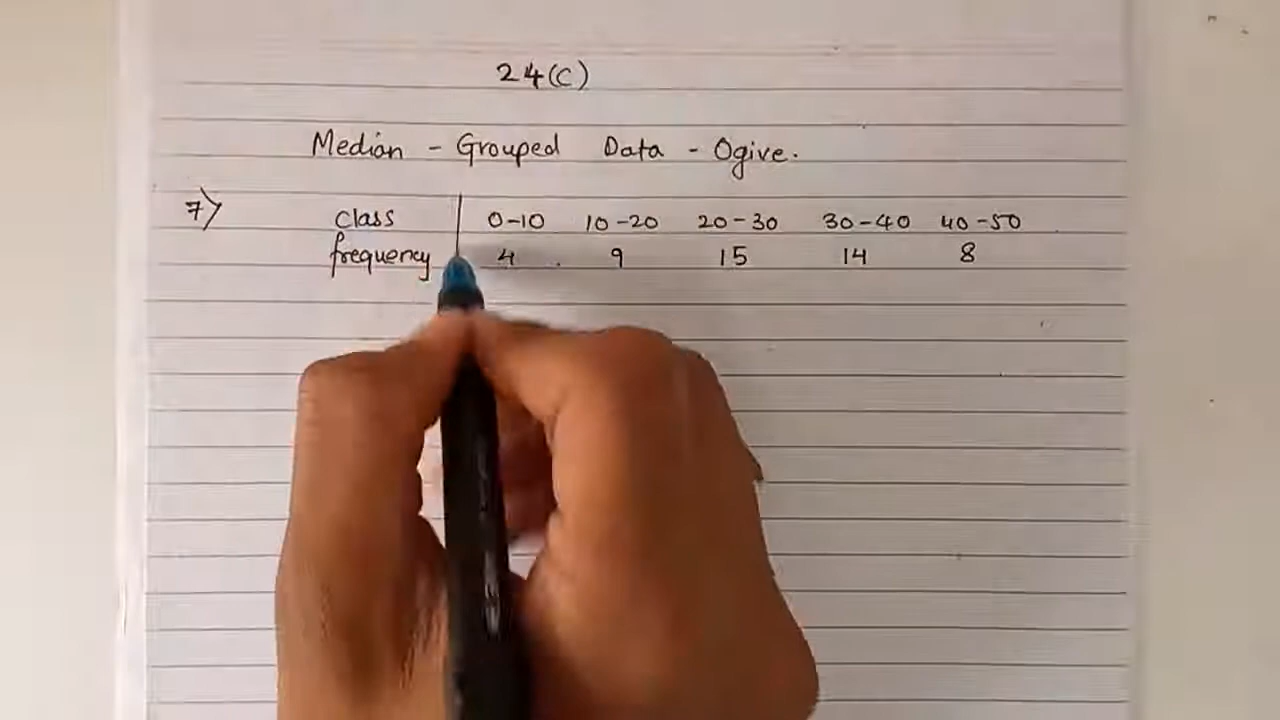 24(C)
Median - Grouped Data - Ogive.
7) Class 0-10 10-20 20-30 30-40 40-50
frequency 4 9 15 14 8